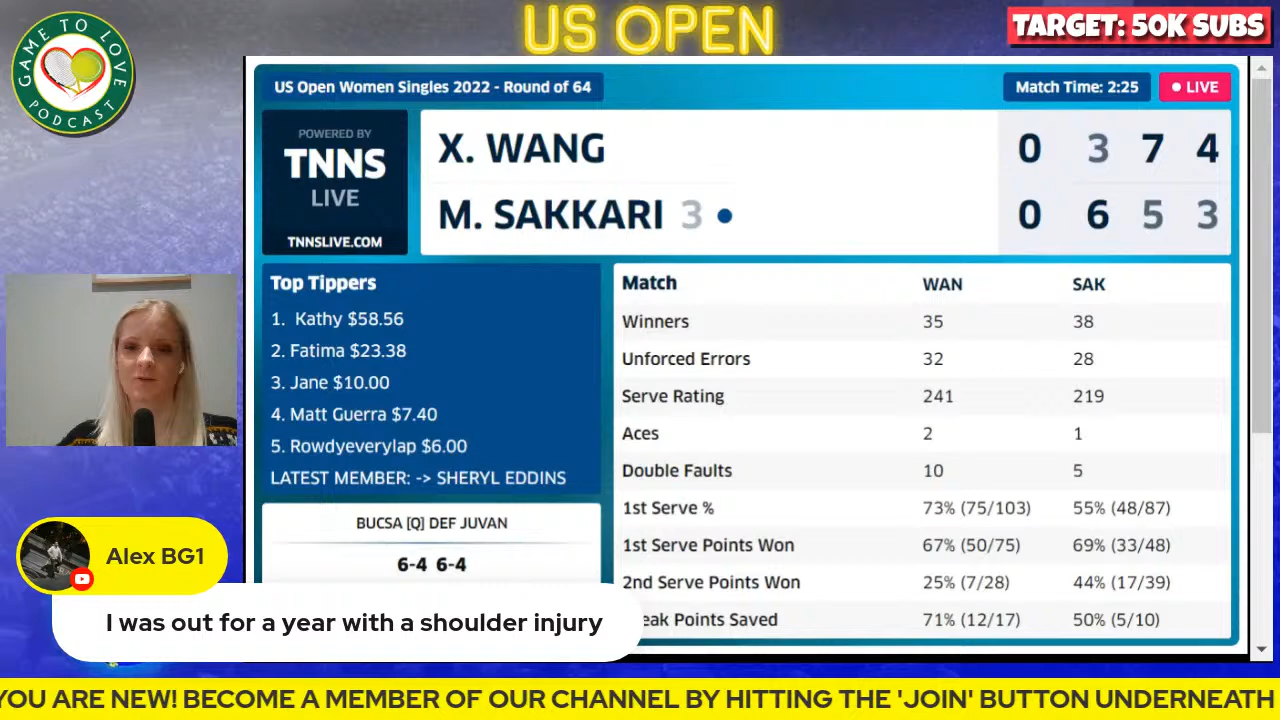 GAME TO LOVE
PODCAST
US OPEN
TARGET: 50K SUBS
US Open Women Singles 2022 - Round of 64
Match Time: 2:25
LIVE
POWERED BY
TNNS
LIVE
TNNSLIVE.COM
X. WANG 0 3 7 4
M. SAKKARI 3 0 6 5 3
Top Tippers
1. Kathy $58.56
2. Fatima $23.38
3. Jane $10.00
4. Matt Guerra $7.40
5. Rowdyeverylap $6.00
LATEST MEMBER: -> SHERYL EDDINS
BUCSA [Q] DEF JUVAN
6-4 6-4
Match WAN SAK
Winners 35 38
Unforced Errors 32 28
Serve Rating 241 219
Aces 2 1
Double Faults 10 5
1st Serve % 73% (75/103) 55% (48/87)
1st Serve Points Won 67% (50/75) 69% (33/48)
2nd Serve Points Won 25% (7/28) 44% (17/39)
eak Points Saved 71% (12/17) 50% (5/10)
Alex BG1
I was out for a year with a shoulder injury
YOU ARE NEW! BECOME A MEMBER OF OUR CHANNEL BY HITTING THE 'JOIN' BUTTON UNDERNEATH